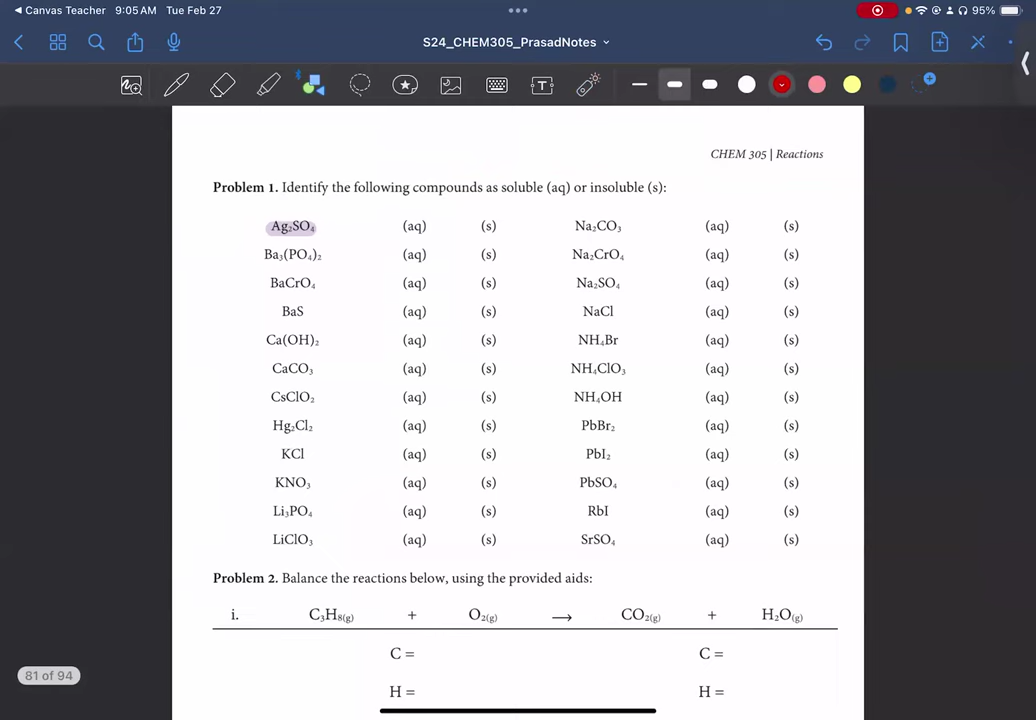 Canvas Teacher 9:05 AM Tue Feb 27 95%
S24_CHEM305_PrasadNotes
T
CHEM 305 | Reactions
Problem 1. Identify the following compounds as soluble (aq) or insoluble (s):
Ag₂SO₄ (aq) (s) Na₂CO₃ (aq) (s)
Ba₃(PO₄)₂ (aq) (s) Na₂CrO₄ (aq) (s)
BaCrO₄ (aq) (s) Na₂SO₄ (aq) (s)
BaS (aq) (s) NaCl (aq) (s)
Ca(OH)₂ (aq) (s) NH₄Br (aq) (s)
CaCO₃ (aq) (s) NH₄ClO₃ (aq) (s)
CsClO₂ (aq) (s) NH₄OH (aq) (s)
Hg₂Cl₂ (aq) (s) PbBr₂ (aq) (s)
KCl (aq) (s) PbI₂ (aq) (s)
KNO₃ (aq) (s) PbSO₄ (aq) (s)
Li₃PO₄ (aq) (s) RbI (aq) (s)
LiClO₃ (aq) (s) SrSO₄ (aq) (s)
Problem 2. Balance the reactions below, using the provided aids:
i. C₃H₈(g) + O₂(g) → CO₂(g) + H₂O(g)
C = C =
81 of 94
H = H =